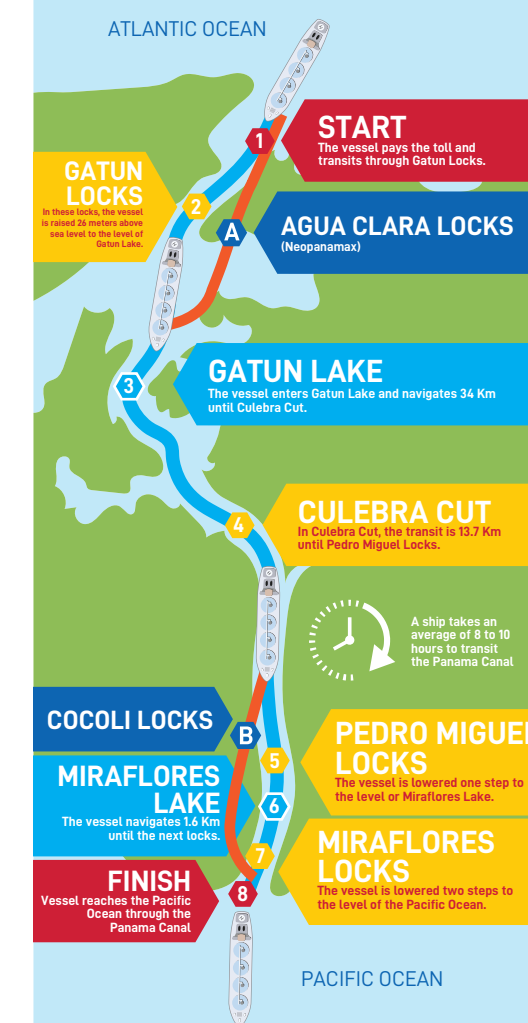 ATLANTIC OCEAN
1
START
The vessel pays the toll and
transits through Gatun Locks.
GATUN
LOCKS
In these locks, the vessel
is raised 26 meters above
sea level to the level of
Gatun Lake.
2
A
AGUA CLARA LOCKS
(Neopanamax)
3
GATUN LAKE
The vessel enters Gatun Lake and navigates 34 Km
until Culebra Cut.
4
CULEBRA CUT
In Culebra Cut, the transit is 13.7 Km
until Pedro Miguel Locks.
A ship takes an
average of 8 to 10
hours to transit
the Panama Canal
COCOLI LOCKS
B
5
PEDRO MIGUEL
LOCKS
The vessel is lowered one step to
the level or Miraflores Lake.
MIRAFLORES
LAKE
The vessel navigates 1.6 Km
until the next locks.
6
7
MIRAFLORES
LOCKS
The vessel is lowered two steps to
the level of the Pacific Ocean.
FINISH
Vessel reaches the Pacific
Ocean through the
Panama Canal
8
PACIFIC OCEAN